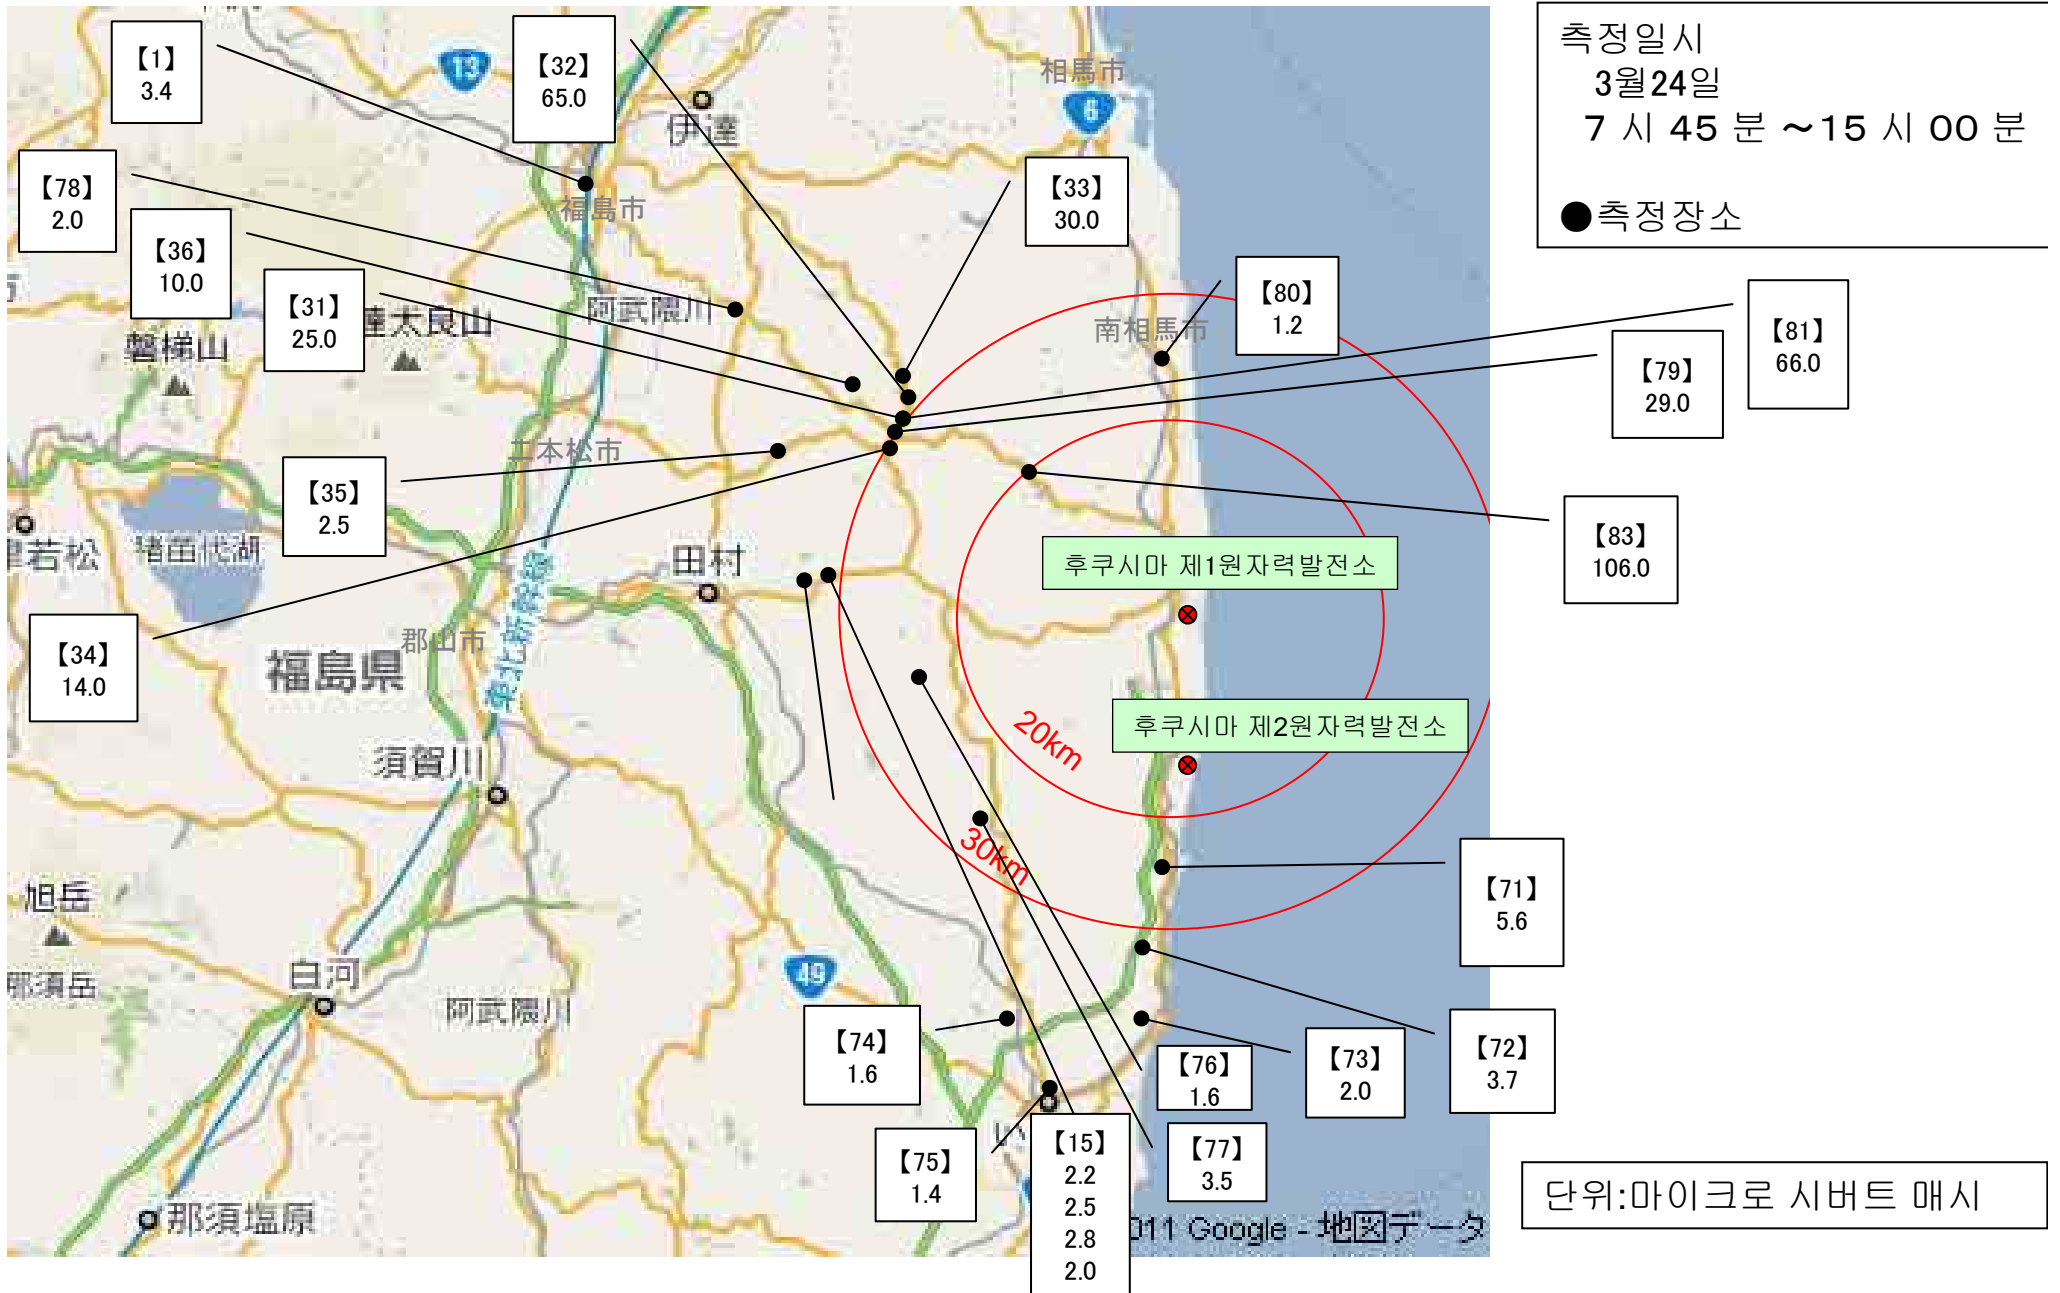 측정일시
3월24일
7 시 45 분 ～15 시 00 분
●측정장소
【1】
3.4
【32】
65.0
【78】
2.0
【36】
10.0
【31】
25.0
【33】
30.0
【80】
1.2
【81】
66.0
【79】
29.0
【35】
2.5
【83】
106.0
【34】
14.0
후쿠시마 제1원자력발전소
후쿠시마 제2원자력발전소
20km
30km
【71】
5.6
【72】
3.7
【73】
2.0
【74】
1.6
【76】
1.6
【75】
1.4
【15】
2.2
2.5
2.8
2.0
【77】
3.5
단위:마이크로 시버트 매시
13
相馬市
6
伊達
福島市
阿武隈川
達太良山
磐梯山
南相馬市
二本松市
猪苗代湖
若松
田村
東北新幹線
郡山市
福島県
須賀川
旭岳
那須岳
白河
阿武隈川
49
那須塩原
011 Google - 地図データ